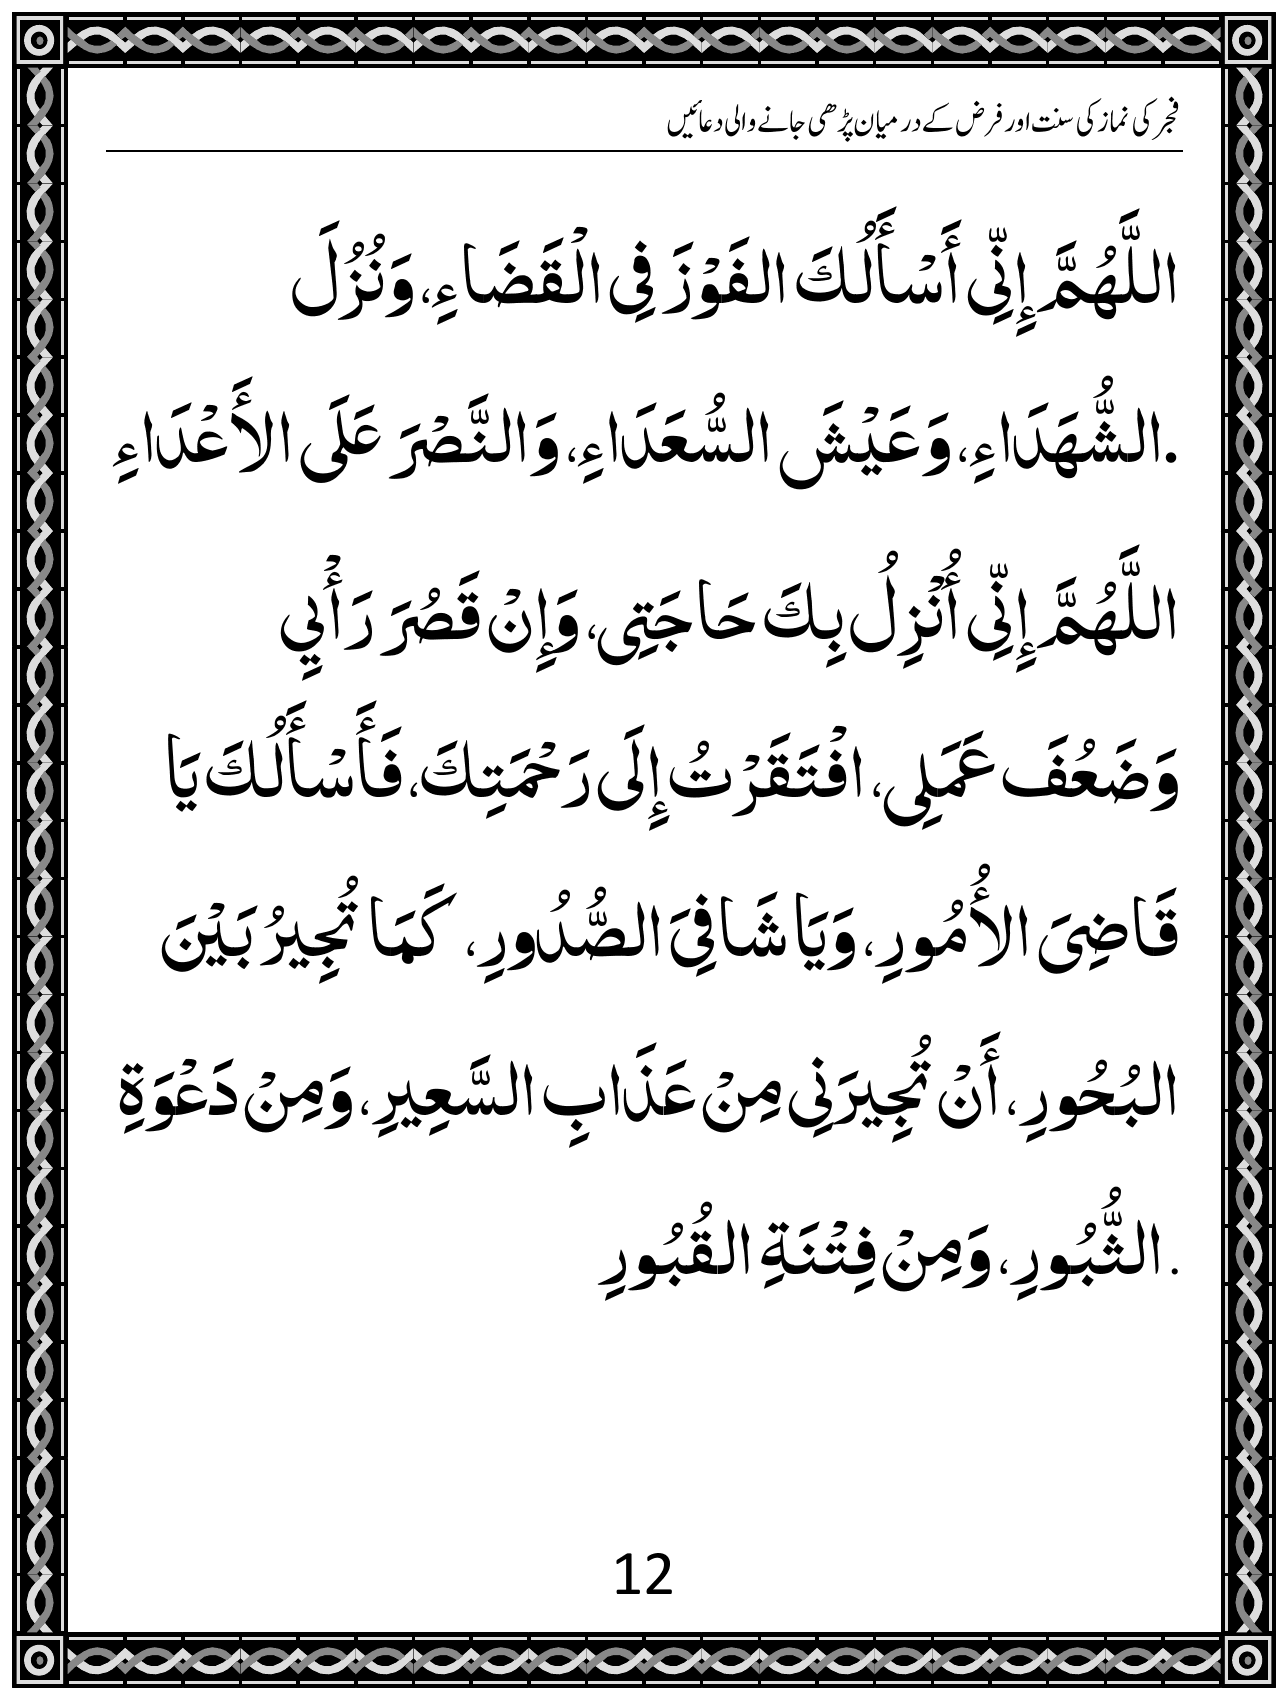 فجر کی نماز کی سنت اور فرض کے درمیان پڑھی جانے والی دعائیں
اللَّهُمَّ إِنِّي أَسْأَلُكَ الفَوْزَ فِي الْقَضَاءِ، وَنُزُلَ
.الشُّهَدَاءِ، وَعَيْشَ السُّعَدَاءِ، وَالنَّصْرَ عَلَى الأَعْدَاءِ
اللَّهُمَّ إِنِّي أُنْزِلُ بِكَ حَاجَتِى، وَإِنْ قَصُرَ رَأْيِي
وَضَعُفَ عَمَلِى، افْتَقَرْتُ إِلَى رَحْمَتِكَ، فَأَسْأَلُكَ يَا
قَاضِىَ الأُمُورِ، وَيَا شَافِىَ الصُّدُورِ، كَمَا تُجِيرُ بَيْنَ
البُحُورِ، أَنْ تُجِيرَنِى مِنْ عَذَابِ السَّعِيرِ، وَمِنْ دَعْوَةِ
.الثُّبُورِ، وَمِنْ فِتْنَةِ القُبُورِ
12